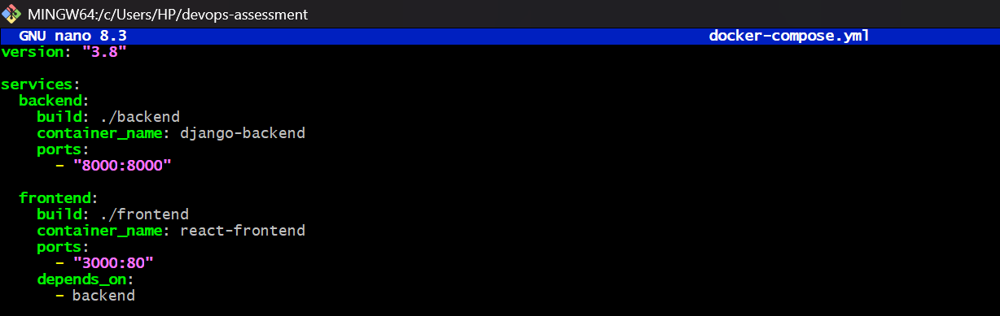 MINGW64:/c/Users/HP/devops-assessment
GNU nano 8.3 docker-compose.yml
version: "3.8"

services:
  backend:
    build: ./backend
    container_name: django-backend
    ports:
      - "8000:8000"

  frontend:
    build: ./frontend
    container_name: react-frontend
    ports:
      - "3000:80"
    depends_on:
      - backend